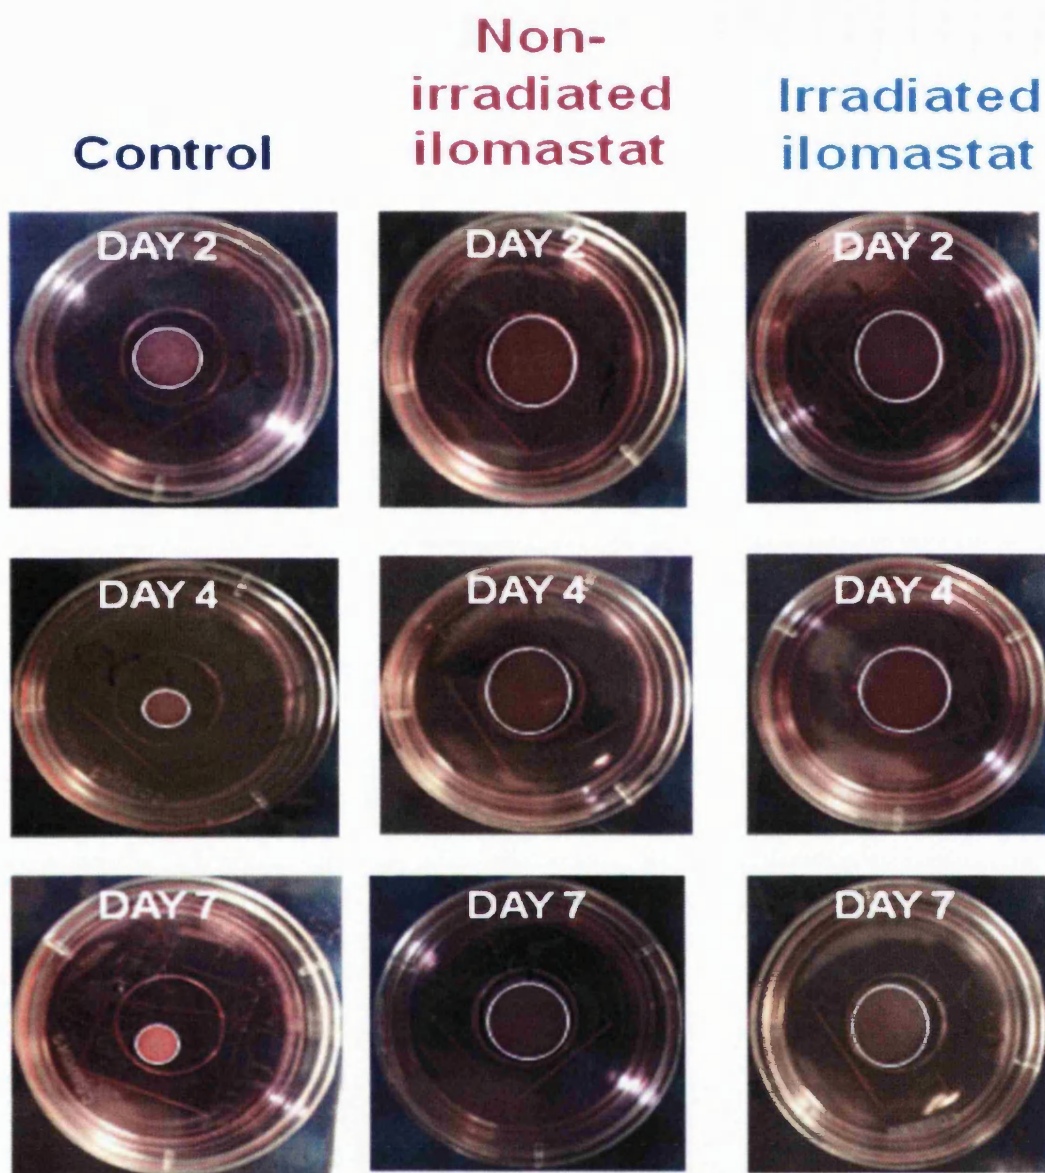 Control
Non-
irradiated
ilomastat
Irradiated
ilomastat
DAY 2
DAY 2
DAY 2
DAY 4
DAY 4
DAY 4
DAY 7
DAY 7
DAY 7